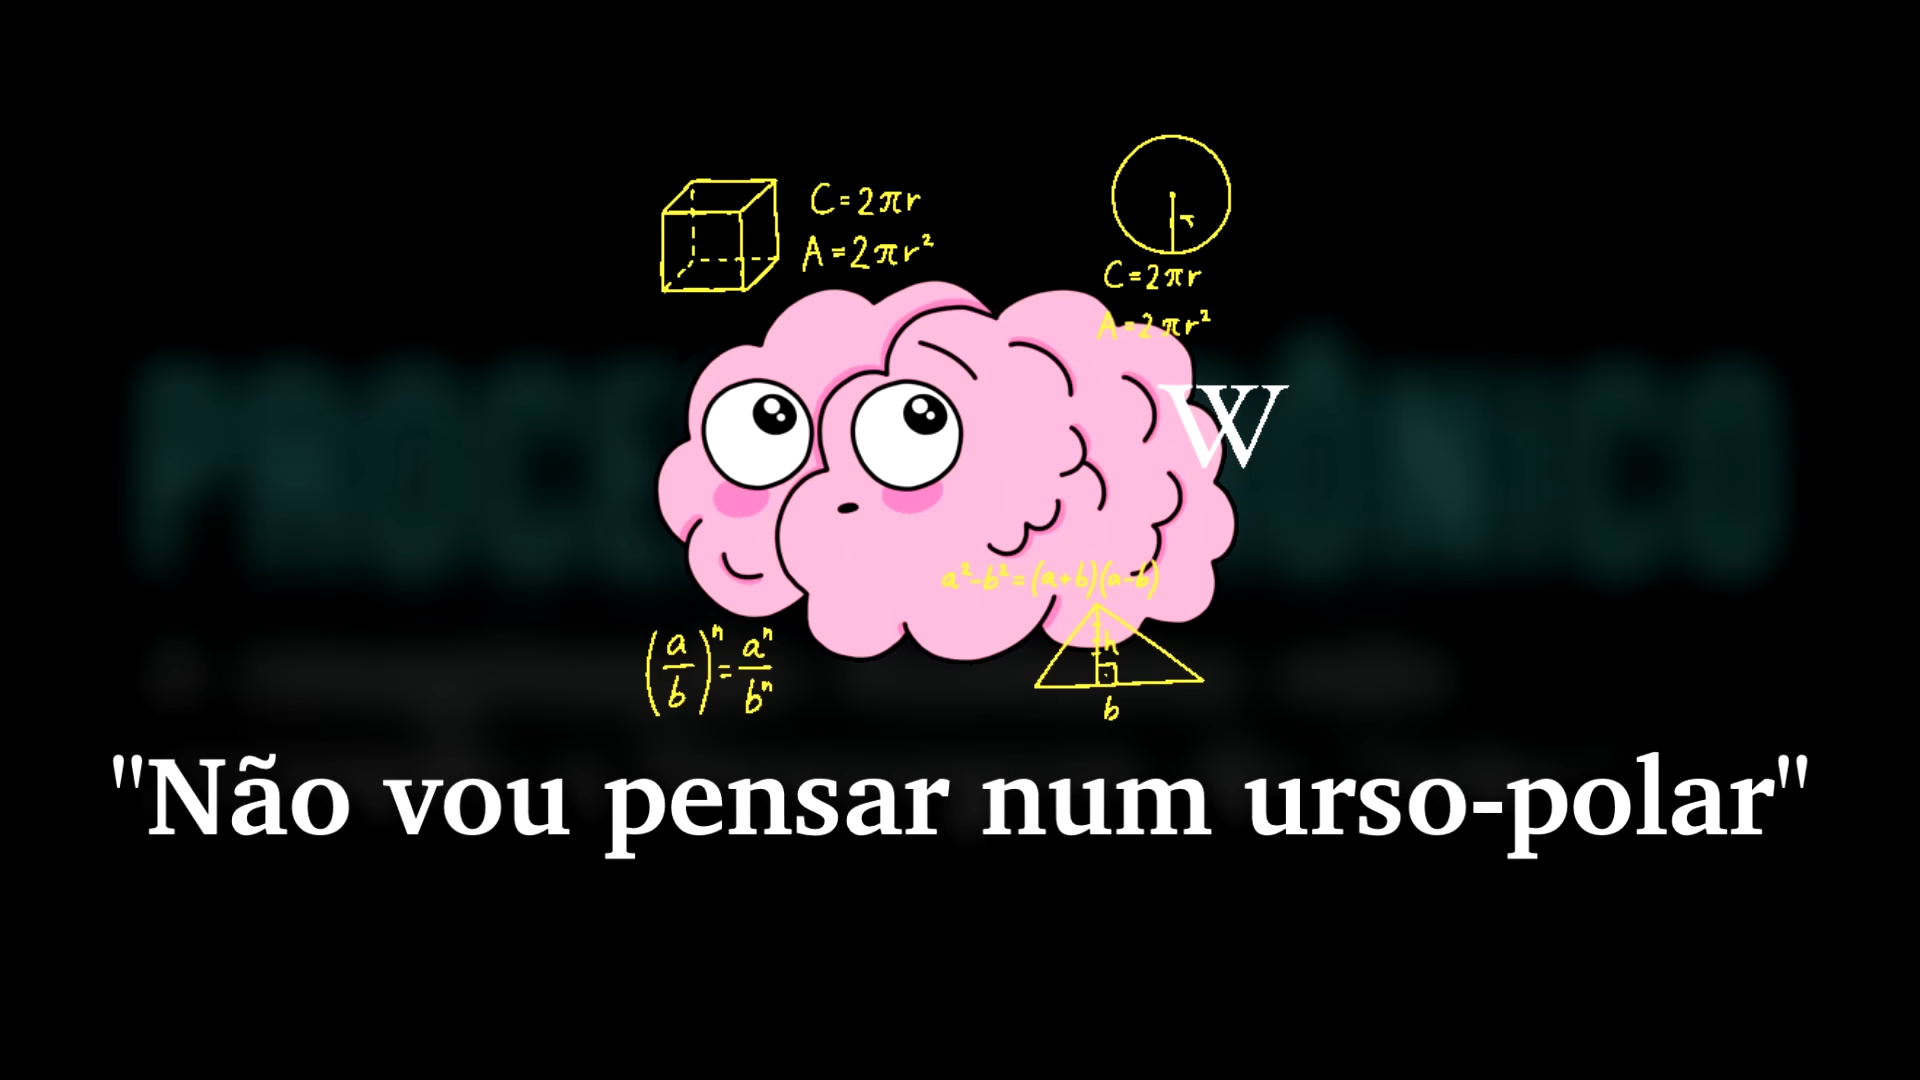 C=2πr
A=2πr²
r
C=2πr
A=2πr²
W
a²-b²=(a+b)(a-b)
(a/b)ⁿ=aⁿ/bⁿ
h
b
"Não vou pensar num urso-polar"